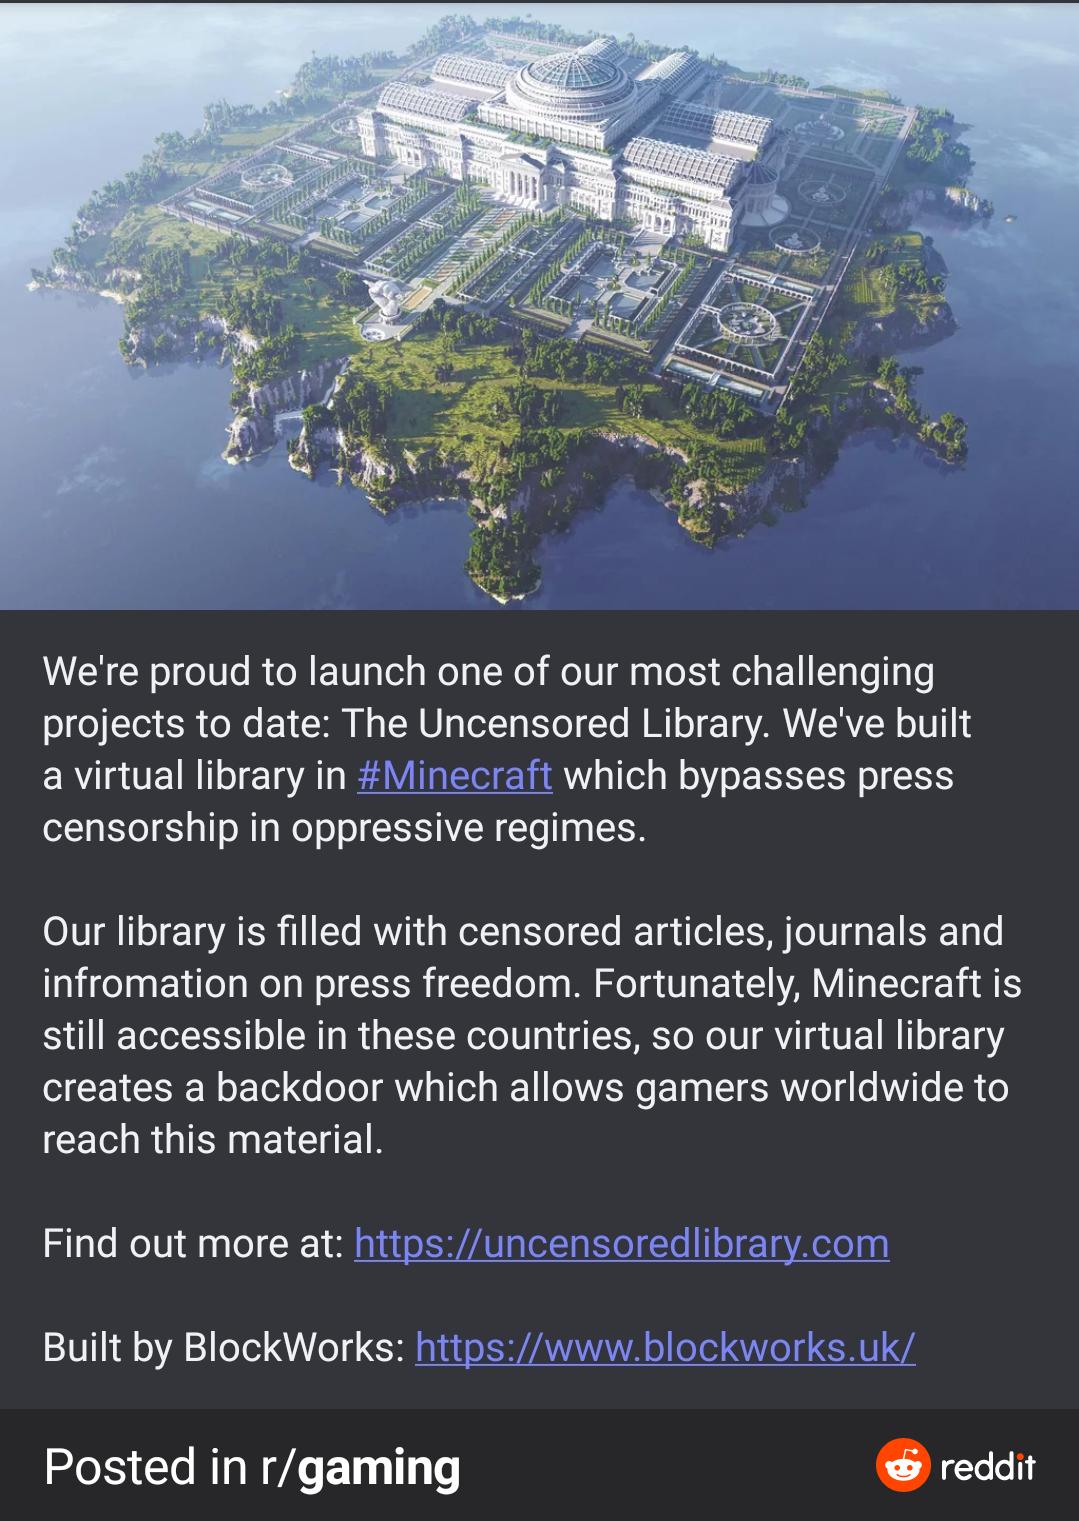 We're proud to launch one of our most challenging
projects to date: The Uncensored Library. We've built
a virtual library in #Minecraft which bypasses press
censorship in oppressive regimes.
Our library is filled with censored articles, journals and
infromation on press freedom. Fortunately, Minecraft is
still accessible in these countries, so our virtual library
creates a backdoor which allows gamers worldwide to
reach this material.
Find out more at: https://uncensoredlibrary.com
Built by BlockWorks: https://www.blockworks.uk/
Posted in r/gaming
reddit